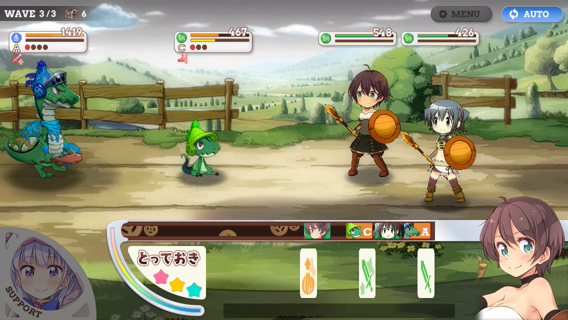 WAVE 3/3 6
MENU
AUTO
1419
A
467
C
548
426
C
A
とっておき
SUPPORT